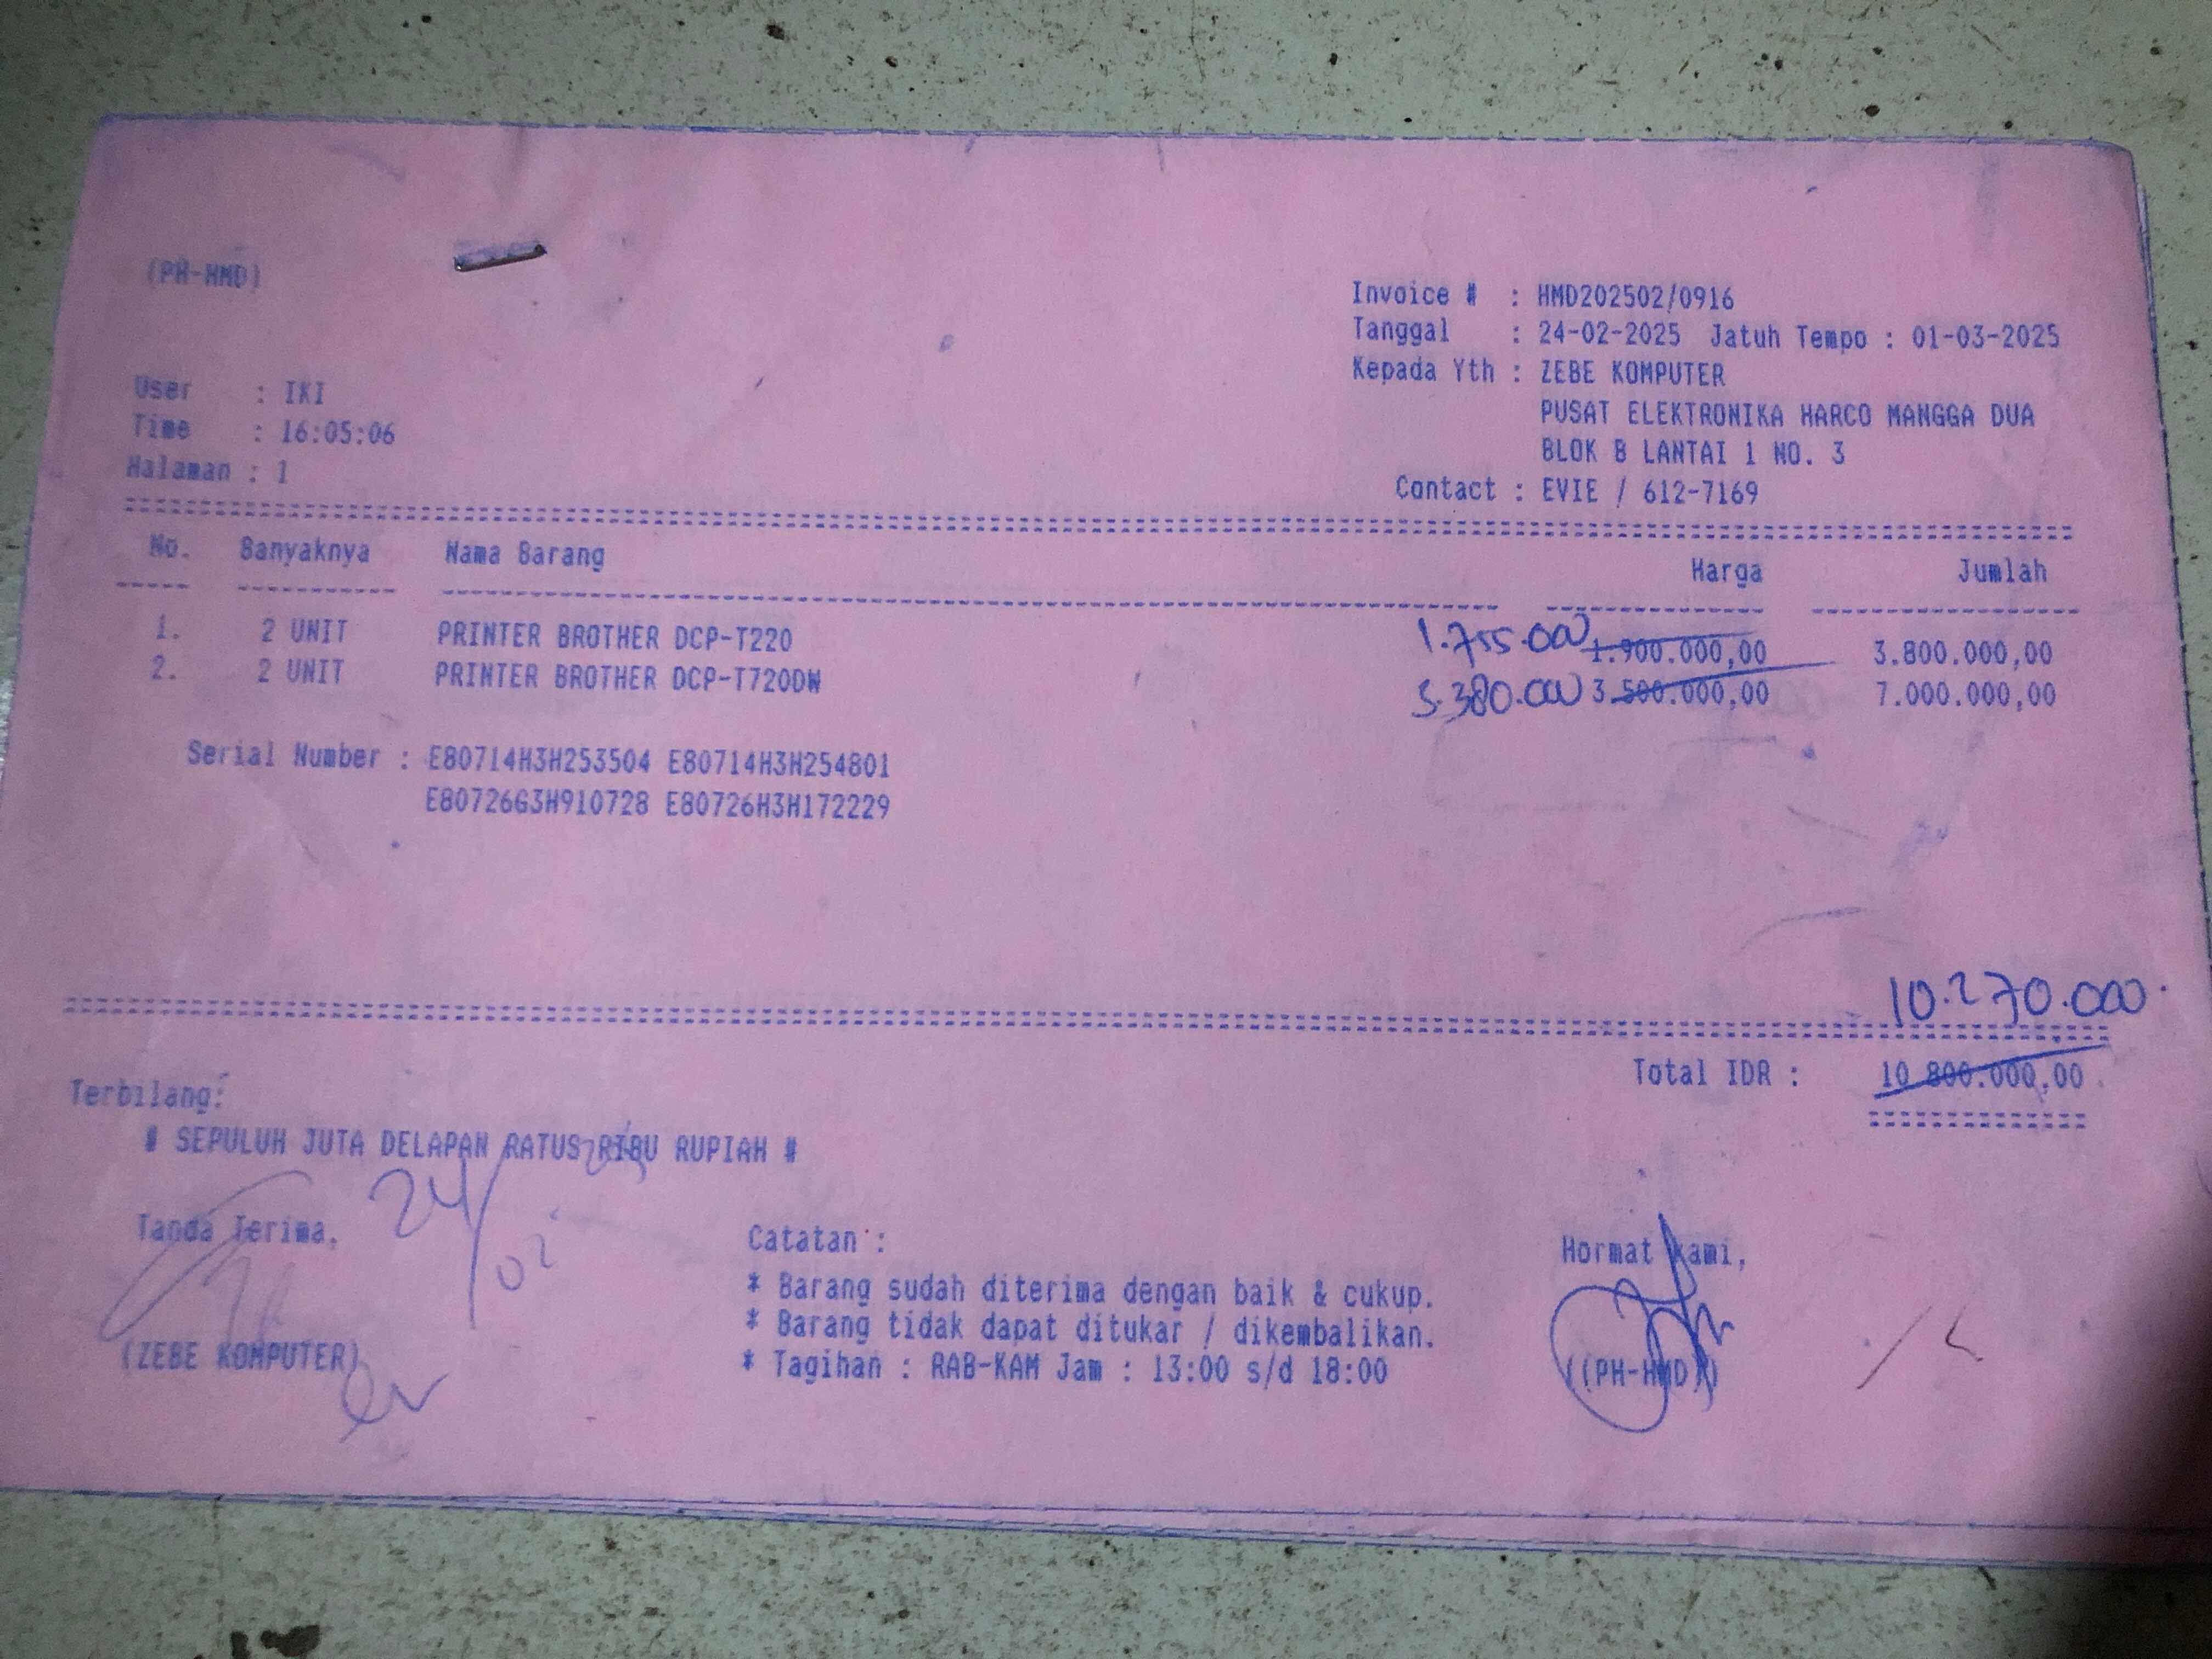 (PH-HMD)
Invoice # : HMD202502/0916
Tanggal : 24-02-2025 Jatuh Tempo : 01-03-2025
Kepada Yth : ZEBE KOMPUTER
PUSAT ELEKTRONIKA HARCO MANGGA DUA
BLOK B LANTAI 1 NO. 3
Contact : EVIE / 612-7169
User : IKI
Time : 16:05:06
Halaman : 1
No. Banyaknya Nama Barang Harga Jumlah
1. 2 UNIT PRINTER BROTHER DCP-T220 1.755.000 1.900.000,00 3.800.000,00
2. 2 UNIT PRINTER BROTHER DCP-T720DW 3.380.000 3.500.000,00 7.000.000,00
Serial Number : E80714H3H253504 E80714H3H254801
E80726G3H910728 E80726H3H172229
10.270.000
Total IDR : 10.800.000,00
Terbilang:
# SEPULUH JUTA DELAPAN RATUS RIBU RUPIAH #
Tanda Terima, 24/02
(ZEBE KOMPUTER)
Catatan :
* Barang sudah diterima dengan baik & cukup.
* Barang tidak dapat ditukar / dikembalikan.
* Tagihan : RAB-KAM Jam : 13:00 s/d 18:00
Hormat kami,
((PH-HMD))